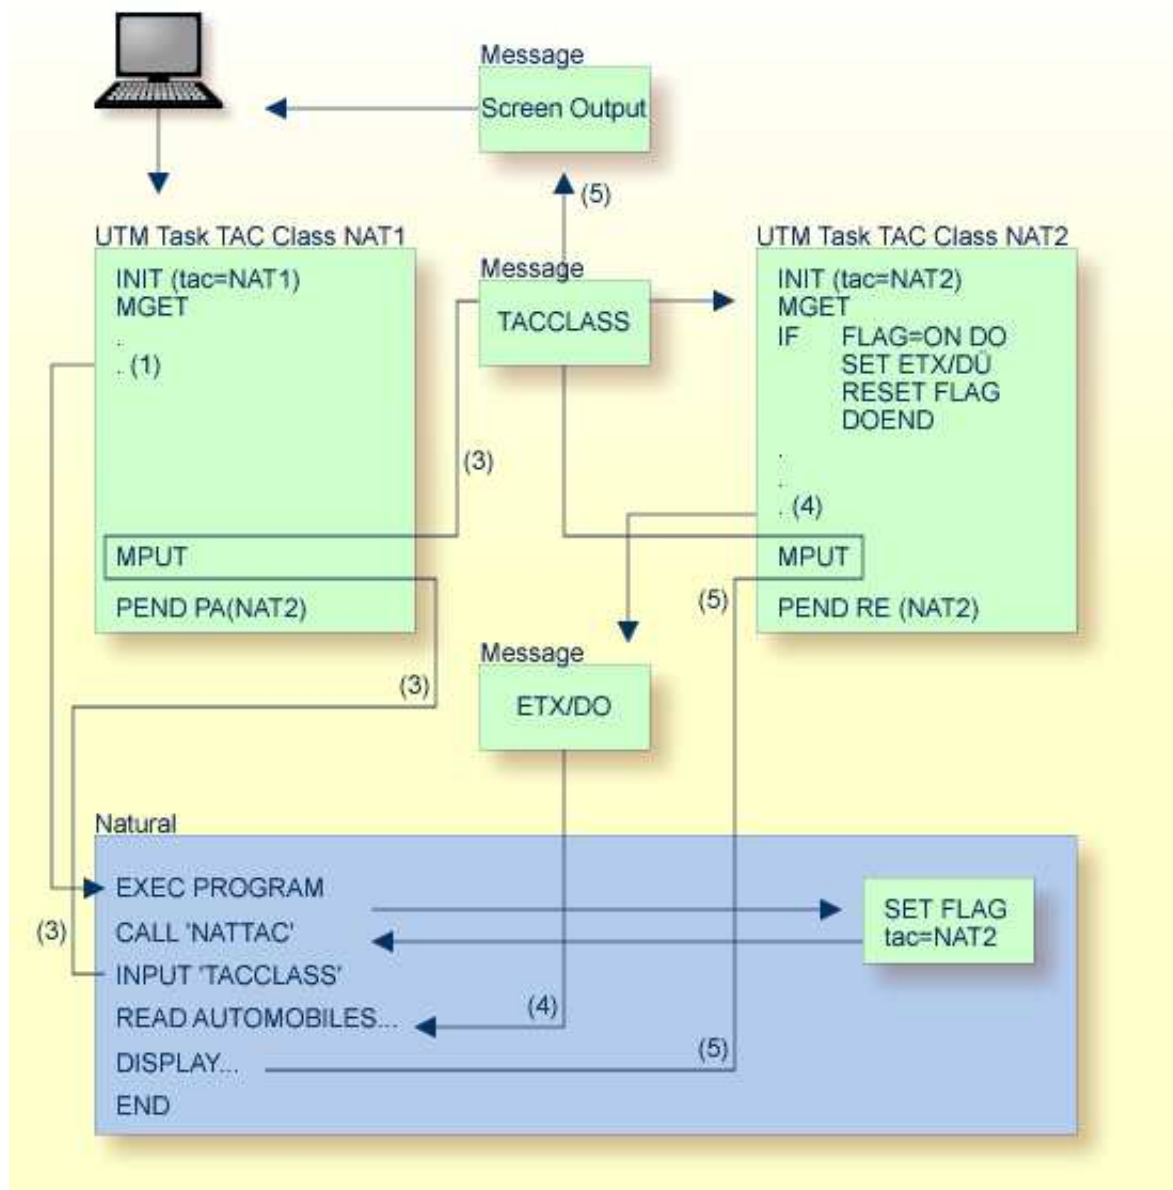 Message
Screen Output
(5)
UTM Task TAC Class NAT1
INIT (tac=NAT1)
MGET
.
. (1)
MPUT
PEND PA(NAT2)
Message
TACCLASS
(3)
UTM Task TAC Class NAT2
INIT (tac=NAT2)
MGET
IF FLAG=ON DO
SET ETX/DÜ
RESET FLAG
DOEND
.
.
. (4)
MPUT
PEND RE (NAT2)
(5)
(3)
Message
ETX/DO
Natural
EXEC PROGRAM
CALL 'NATTAC'
INPUT 'TACCLASS'
READ AUTOMOBILES...
DISPLAY...
END
(3)
(4)
(5)
SET FLAG
tac=NAT2